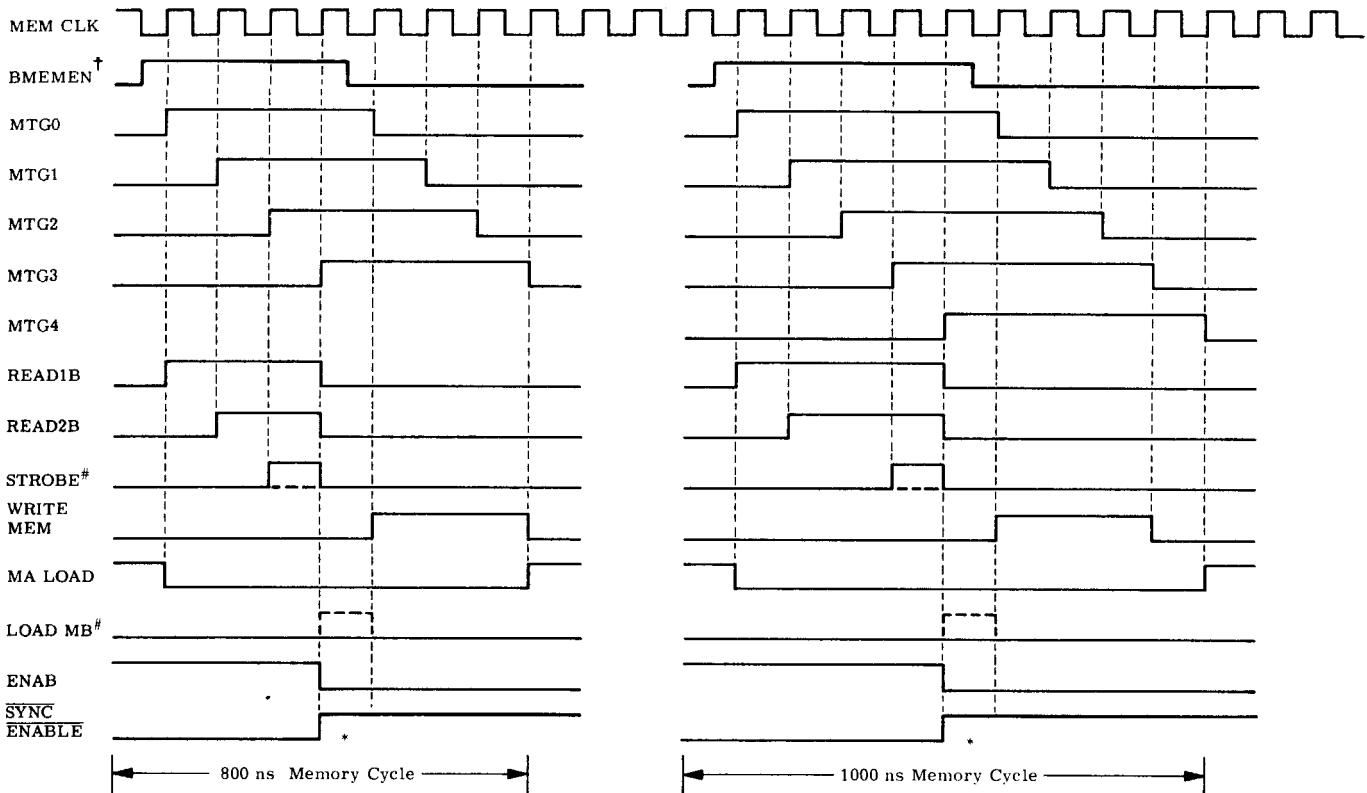 MEM CLK
BMEMEN†
MTG0
MTG1
MTG2
MTG3
MTG4
READ1B
READ2B
STROBE#
WRITE
MEM
MA LOAD
LOAD MB#
ENAB
SYNC
ENABLE
*
*
800 ns Memory Cycle
1000 ns Memory Cycle